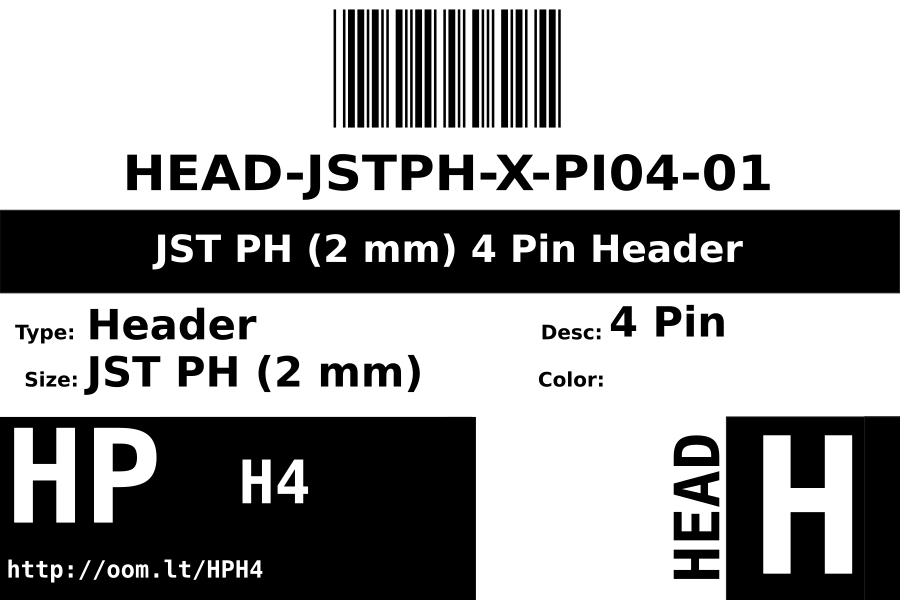 HEAD-JSTPH-X-PI04-01
JST PH (2 mm) 4 Pin Header
Type: Header
Desc: 4 Pin
Size: JST PH (2 mm)
Color:
HP
H4
http://oom.lt/HPH4
HEAD
H